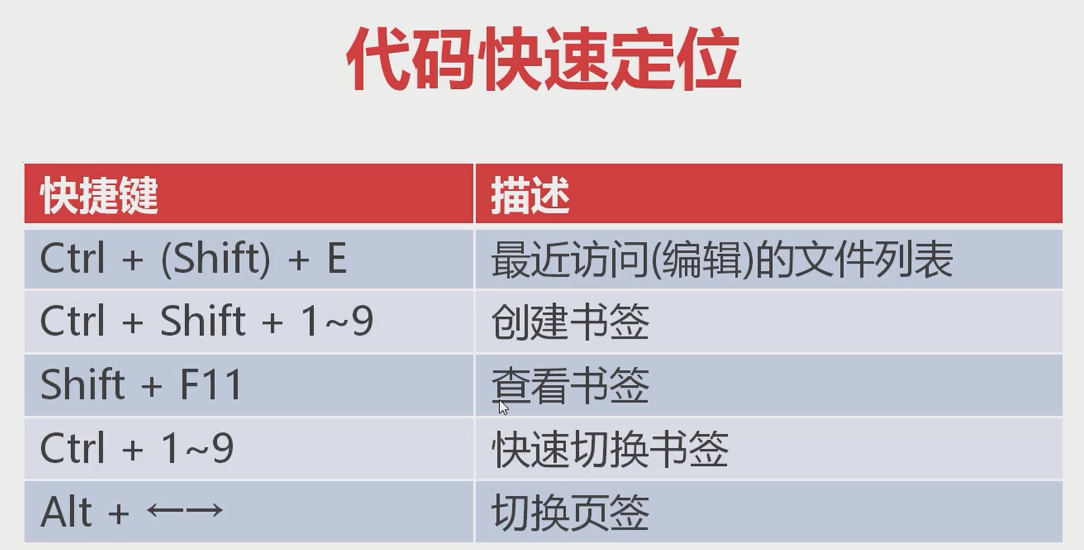 代码快速定位
快捷键 描述
Ctrl + (Shift) + E 最近访问(编辑)的文件列表
Ctrl + Shift + 1~9 创建书签
Shift + F11 查看书签
Ctrl + 1~9 快速切换书签
Alt + ←→ 切换页签